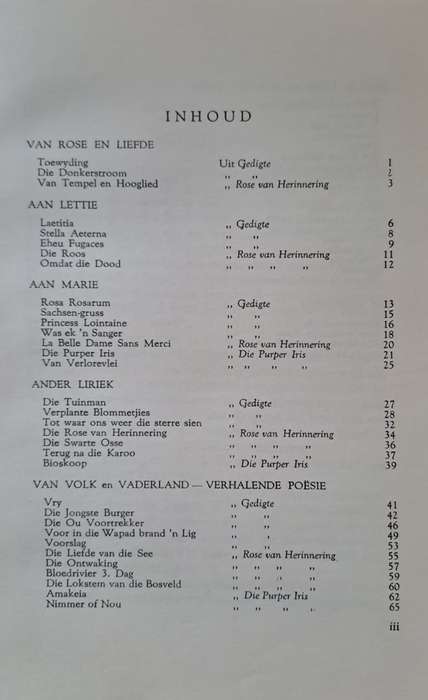 INHOUD
VAN ROSE EN LIEFDE
Toewyding Uit Gedigte 1
Die Donkerstroom ,, ,, 2
Van Tempel en Hooglied ,, Rose van Herinnering 3
AAN LETTIE
Laetitia ,, Gedigte 6
Stella Aeterna ,, ,, 8
Eheu Fugaces ,, ,, 9
Die Roos ,, Rose van Herinnering 11
Omdat die Dood ,, ,, ,, ,, 12
AAN MARIE
Rosa Rosarum ,, Gedigte 13
Sachsen-gruss ,, ,, 15
Princess Lointaine ,, ,, 16
Was ek 'n Sanger ,, ,, 18
La Belle Dame Sans Merci ,, Rose van Herinnering 20
Die Purper Iris ,, Die Purper Iris 21
Van Verlorevlei ,, ,, ,, ,, 25
ANDER LIRIEK
Die Tuinman ,, Gedigte 27
Verplante Blommetjies ,, ,, 28
Tot waar ons weer die sterre sien ,, ,, 32
Die Rose van Herinnering ,, Rose van Herinnering 34
Die Swarte Osse ,, ,, ,, ,, 36
Terug na die Karoo ,, ,, ,, ,, 37
Bioskoop ,, Die Purper Iris 39
VAN VOLK en VADERLAND — VERHALENDE POËSIE
Vry ,, Gedigte 41
Die Jongste Burger ,, ,, 42
Die Ou Voortrekker ,, ,, 46
Voor in die Wapad brand 'n Lig ,, ,, 49
Voorslag ,, ,, 53
Die Liefde van die See ,, Rose van Herinnering 55
Die Ontwaking ,, ,, ,, ,, 57
Bloedrivier 3. Dag ,, ,, ,, ,, 59
Die Lokstem van die Bosveld ,, ,, ,, ,, 60
Amakeia ,, Die Purper Iris 62
Nimmer of Nou ,, ,, ,, ,, 65
iii